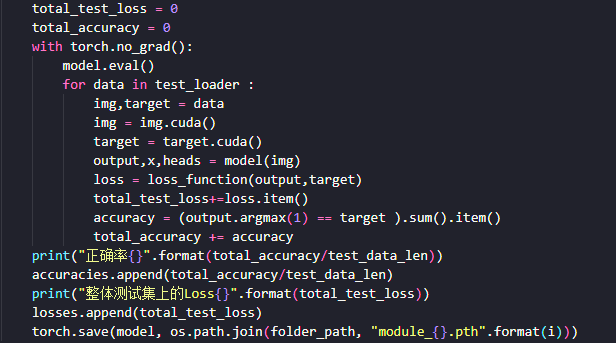 total_test_loss = 0
total_accuracy = 0
with torch.no_grad():
    model.eval()
    for data in test_loader :
        img,target = data
        img = img.cuda()
        target = target.cuda()
        output,x,heads = model(img)
        loss = loss_function(output,target)
        total_test_loss+=loss.item()
        accuracy = (output.argmax(1) == target ).sum().item()
        total_accuracy += accuracy
print("正确率{}".format(total_accuracy/test_data_len))
accuracies.append(total_accuracy/test_data_len)
print("整体测试集上的Loss{}".format(total_test_loss))
losses.append(total_test_loss)
torch.save(model, os.path.join(folder_path, "module_{}.pth".format(i)))